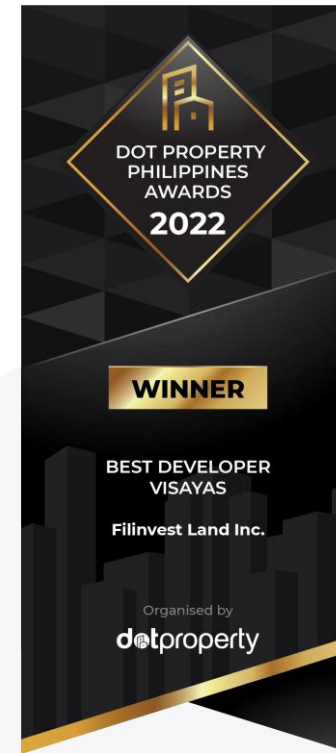 DOT PROPERTY
PHILIPPINES
AWARDS
2022
WINNER
BEST DEVELOPER
VISAYAS
Filinvest Land Inc.
Organised by
dotproperty